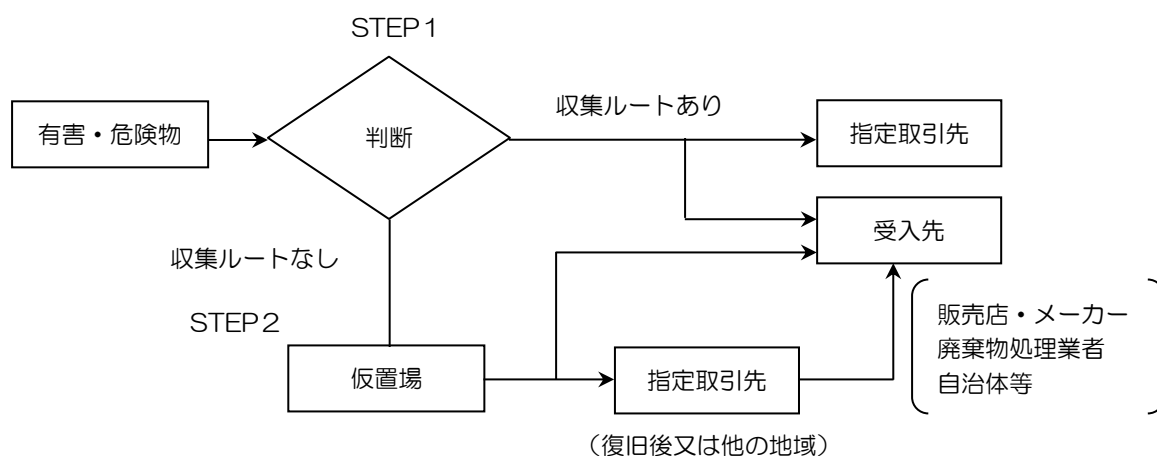 STEP1
収集ルートあり
有害・危険物
判断
指定取引先
受入先
収集ルートなし
STEP2
販売店・メーカー
廃棄物処理業者
自治体等
仮置場
指定取引先
（復旧後又は他の地域）